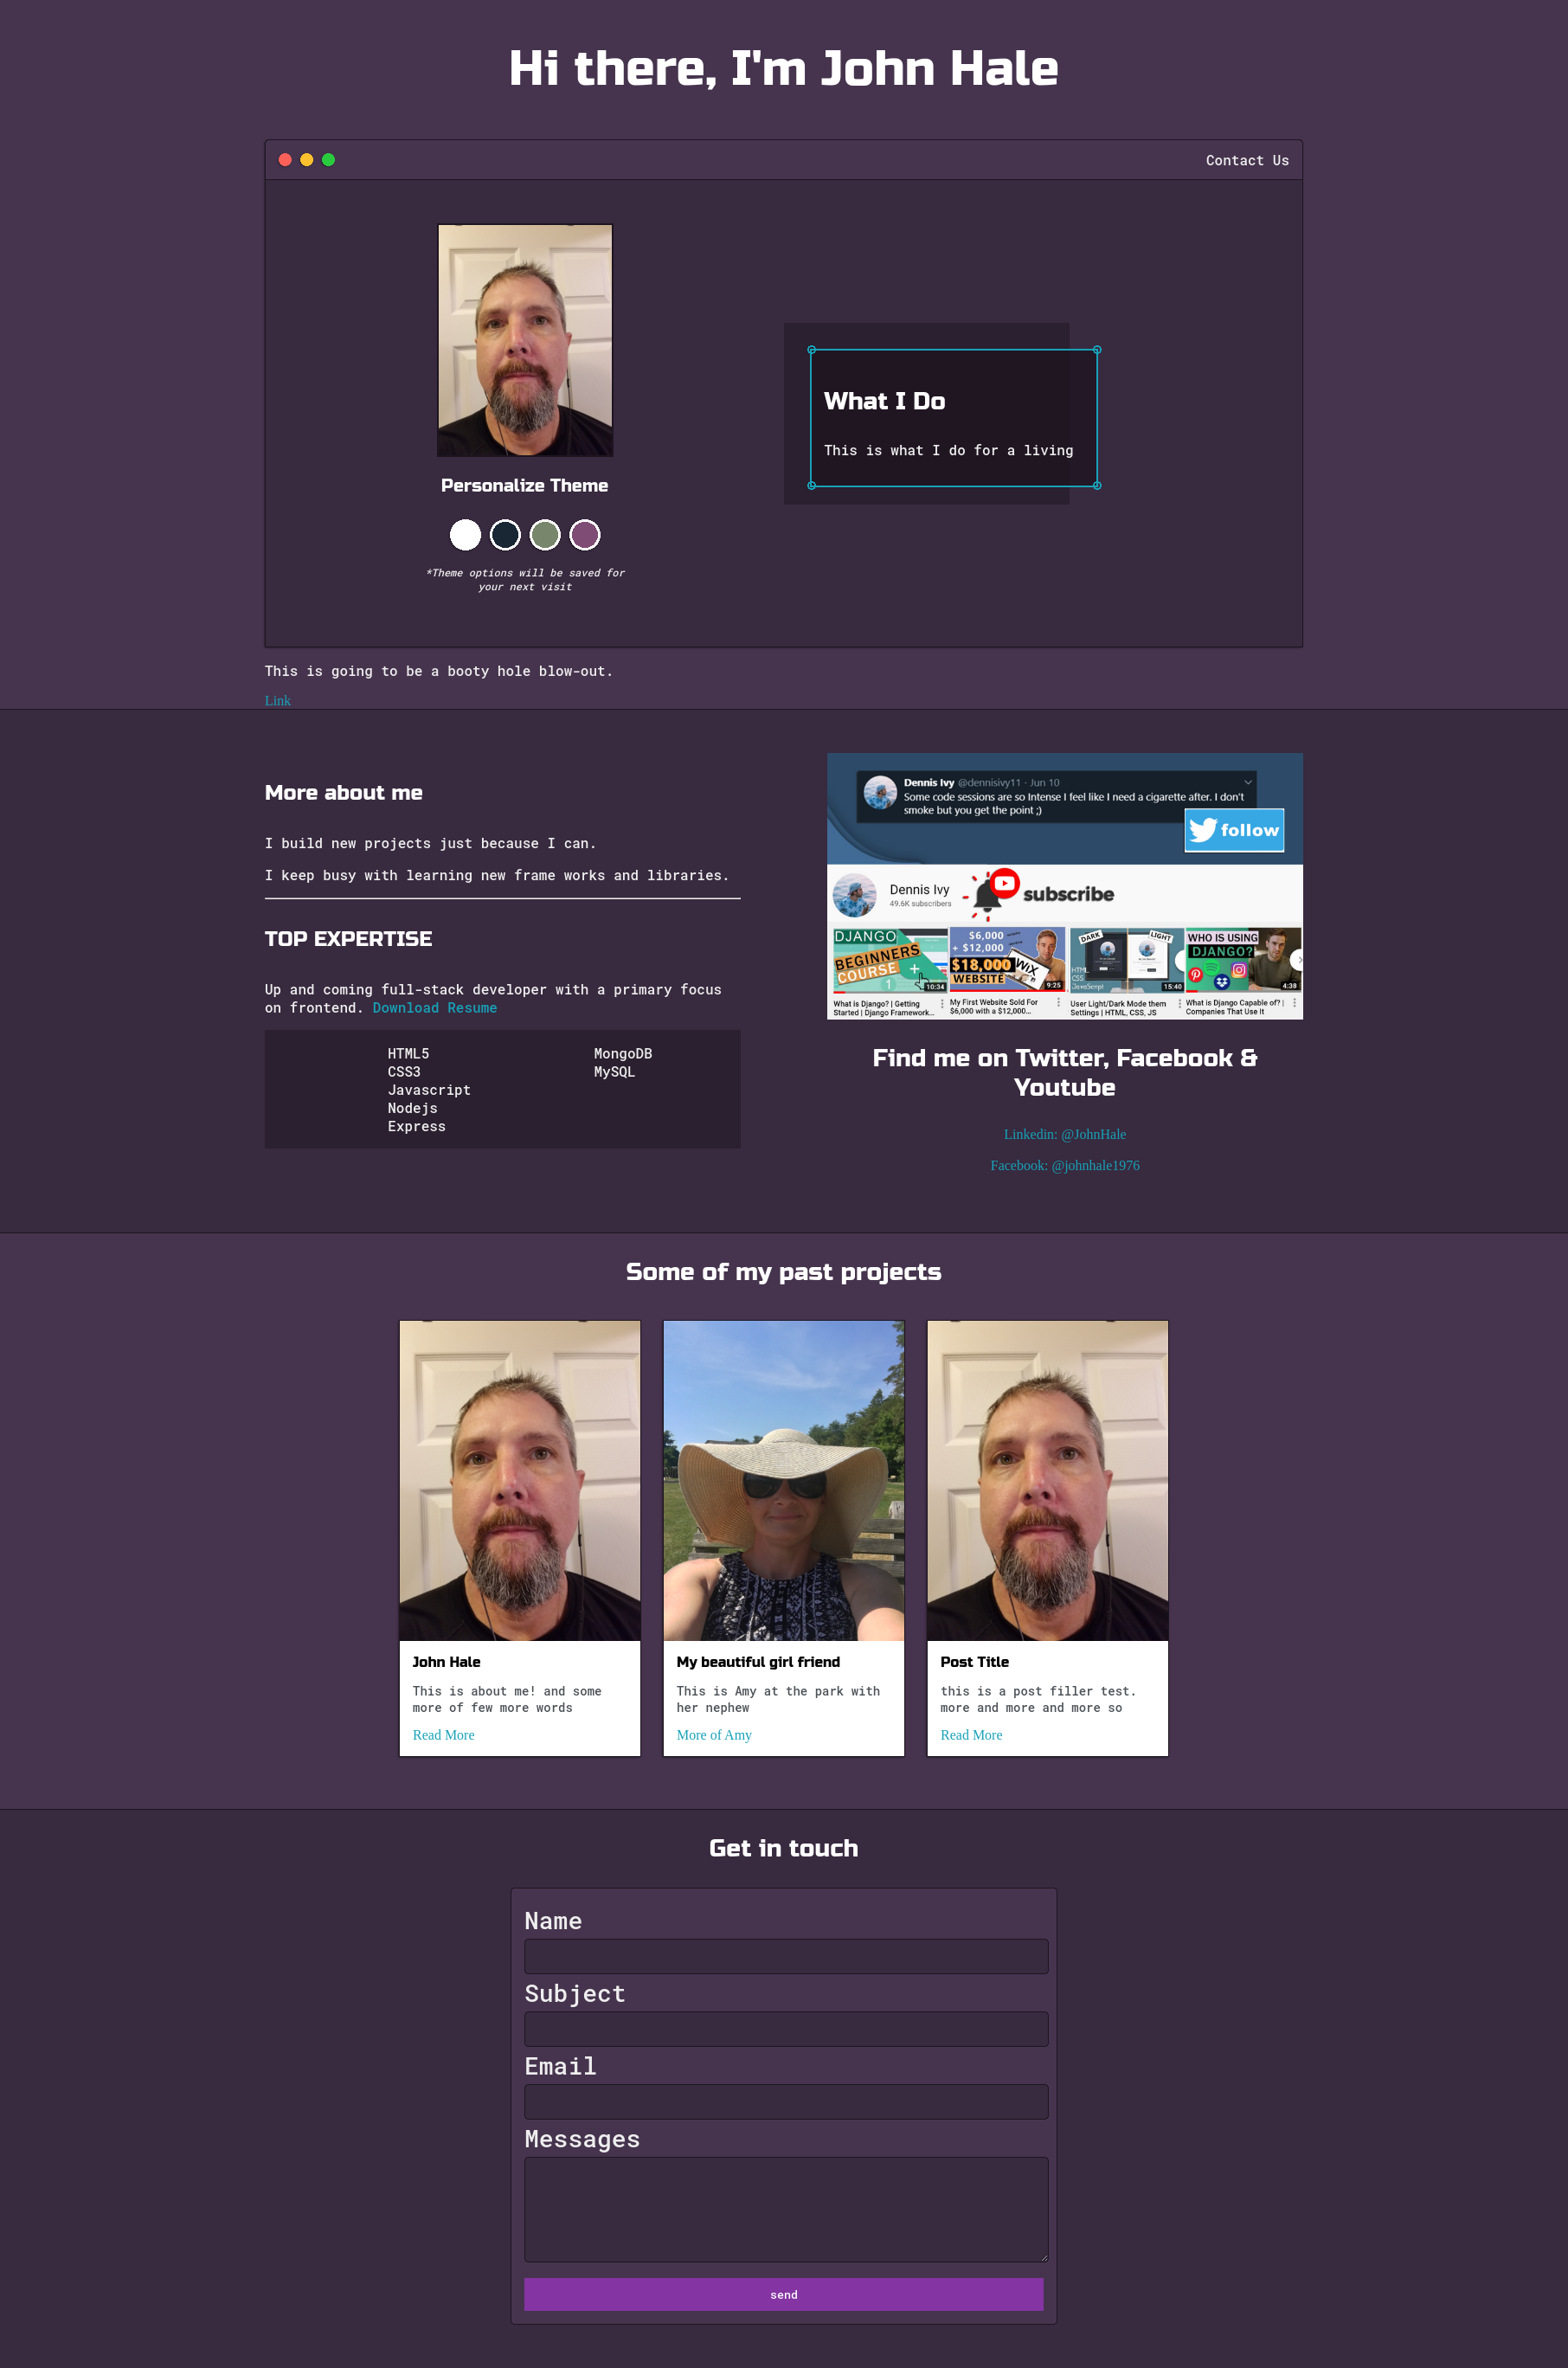 Hi there, I'm John Hale
Contact Us
Personalize Theme
*Theme options will be saved for
your next visit
What I Do
This is what I do for a living
This is going to be a booty hole blow-out.
Link
More about me
I build new projects just because I can.
I keep busy with learning new frame works and libraries.
TOP EXPERTISE
Up and coming full-stack developer with a primary focus
on frontend. Download Resume
HTML5
CSS3
Javascript
Nodejs
Express
MongoDB
MySQL
Dennis Ivy @dennisivy11 · Jun 10
Some code sessions are so Intense I feel like I need a cigarette after. I don't
smoke but you get the point ;)
follow
Dennis Ivy
49.6K subscribers
subscribe
DJANGO
BEGINNERS
COURSE
1
10:34
What is Django? | Getting
Started | Django Framework...
$6,000
+ $12,000
$18,000
WEBSITE
WIX
9:25
My First Website Sold For
$6,000 with a $12,000...
DARK
LIGHT
HTML
CSS
JavaScript
15:40
User Light/Dark Mode them
Settings | HTML, CSS, JS
WHO IS USING
DJANGO?
4:38
What is Django Capable of? |
Companies That Use It
Find me on Twitter, Facebook &
Youtube
Linkedin: @JohnHale
Facebook: @johnhale1976
Some of my past projects
John Hale
This is about me! and some
more of few more words
Read More
My beautiful girl friend
This is Amy at the park with
her nephew
More of Amy
Post Title
this is a post filler test.
more and more and more so
Read More
Get in touch
Name
Subject
Email
Messages
send